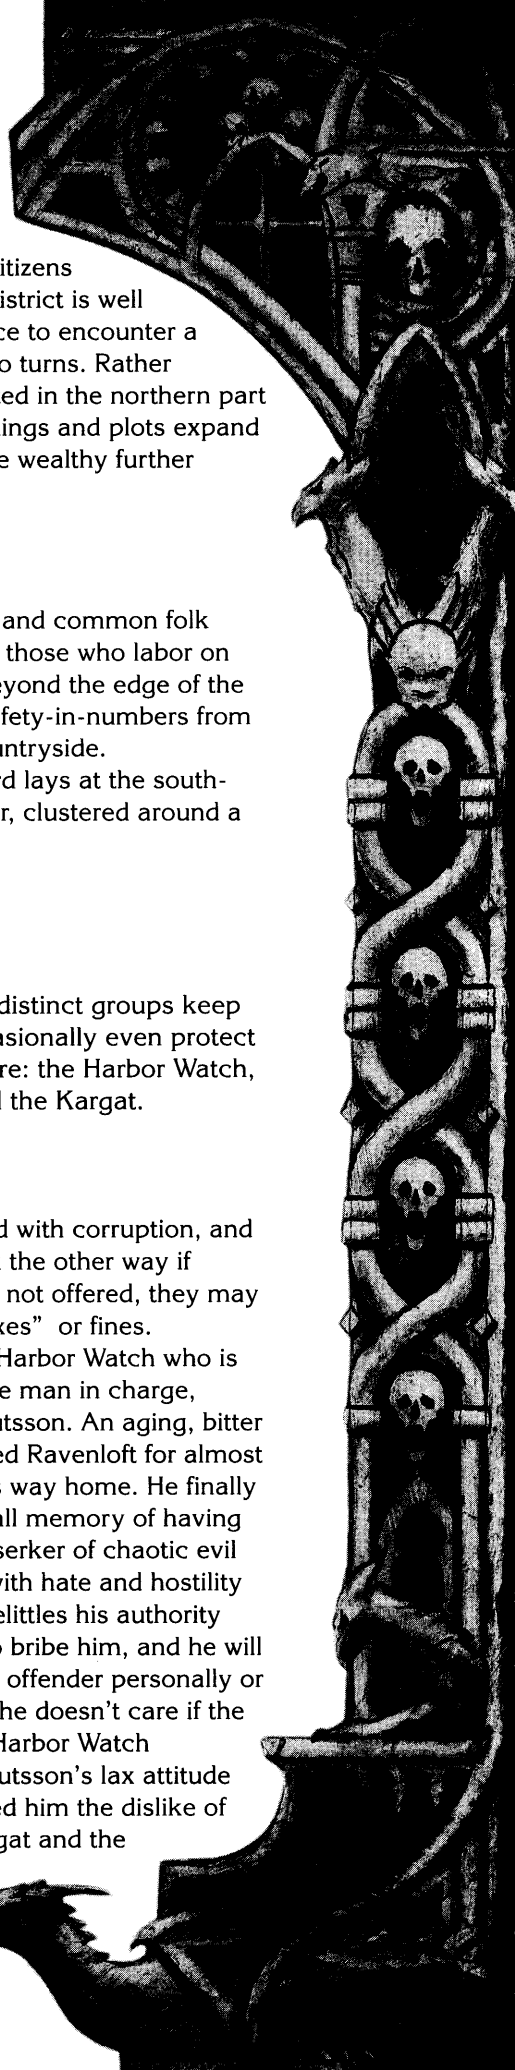 itizens
istrict is well
ce to encounter a
o turns. Rather
ed in the northern part
ings and plots expand
e wealthy further
and common folk
those who labor on
eyond the edge of the
fety-in-numbers from
untryside.
rd lays at the south-
r, clustered around a
distinct groups keep
asionally even protect
re: the Harbor Watch,
l the Kargat.
d with corruption, and
the other way if
not offered, they may
xes” or fines.
Harbor Watch who is
e man in charge,
utsson. An aging, bitter
ed Ravenloft for almost
s way home. He finally
all memory of having
serker of chaotic evil
with hate and hostility
elittles his authority
o bribe him, and he will
offender personally or
he doesn’t care if the
Harbor Watch
utsson’s lax attitude
ed him the dislike of
gat and the